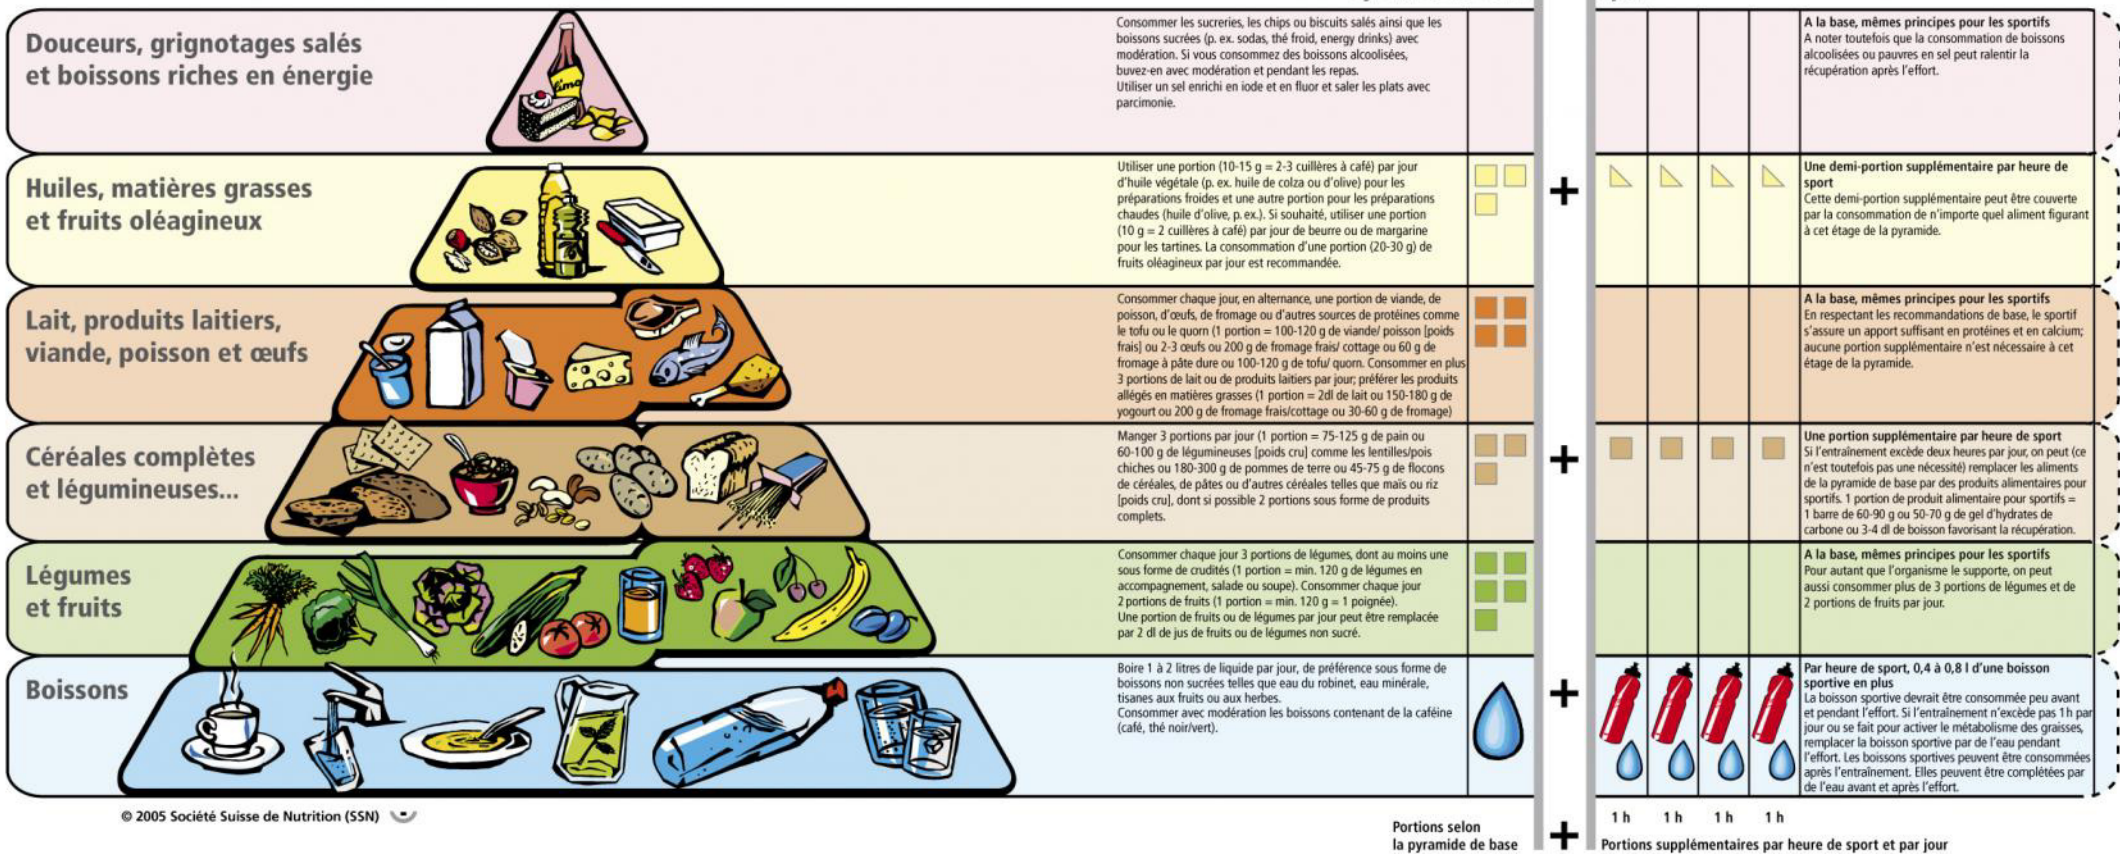 Douceurs, grignotages salés
et boissons riches en énergie
Limo
Consommer les sucreries, les chips ou biscuits salés ainsi que les
boissons sucrées (p. ex. sodas, thé froid, energy drinks) avec
modération. Si vous consommez des boissons alcoolisées,
buvez-en avec modération et pendant les repas.
Utiliser un sel enrichi en iode et en fluor et saler les plats avec
parcimonie.
A la base, mêmes principes pour les sportifs
A noter toutefois que la consommation de boissons
alcoolisées ou pauvres en sel peut ralentir la
récupération après l'effort.
Huiles, matières grasses
et fruits oléagineux
Utiliser une portion (10-15 g = 2-3 cuillères à café) par jour
d'huile végétale (p. ex. huile de colza ou d'olive) pour les
préparations froides et une autre portion pour les préparations
chaudes (huile d'olive, p. ex.). Si souhaité, utiliser une portion
(10 g = 2 cuillères à café) par jour de beurre ou de margarine
pour les tartines. La consommation d'une portion (20-30 g) de
fruits oléagineux par jour est recommandée.
+
Une demi-portion supplémentaire par heure de
sport
Cette demi-portion supplémentaire peut être couverte
par la consommation de n'importe quel aliment figurant
à cet étage de la pyramide.
Lait, produits laitiers,
viande, poisson et œufs
Consommer chaque jour, en alternance, une portion de viande, de
poisson, d'œufs, de fromage ou d'autres sources de protéines comme
le tofu ou le quorn (1 portion = 100-120 g de viande/ poisson [poids
frais] ou 2-3 œufs ou 200 g de fromage frais/ cottage ou 60 g de
fromage à pâte dure ou 100-120 g de tofu/ quorn. Consommer en plus
3 portions de lait ou de produits laitiers par jour; préférer les produits
allégés en matières grasses (1 portion = 2dl de lait ou 150-180 g de
yogourt ou 200 g de fromage frais/cottage ou 30-60 g de fromage)
A la base, mêmes principes pour les sportifs
En respectant les recommandations de base, le sportif
s'assure un apport suffisant en protéines et en calcium;
aucune portion supplémentaire n'est nécessaire à cet
étage de la pyramide.
Céréales complètes
et légumineuses...
Manger 3 portions par jour (1 portion = 75-125 g de pain ou
60-100 g de légumineuses [poids cru] comme les lentilles/pois
chiches ou 180-300 g de pommes de terre ou 45-75 g de flocons
de céréales, de pâtes ou d'autres céréales telles que maïs ou riz
[poids cru], dont si possible 2 portions sous forme de produits
complets.
+
Une portion supplémentaire par heure de sport
Si l'entraînement excède deux heures par jour, on peut (ce
n'est toutefois pas une nécessité) remplacer les aliments
de la pyramide de base par des produits alimentaires pour
sportifs. 1 portion de produit alimentaire pour sportifs =
1 barre de 60-90 g ou 50-70 g de gel d'hydrates de
carbone ou 3-4 dl de boisson favorisant la récupération.
Légumes
et fruits
Consommer chaque jour 3 portions de légumes, dont au moins une
sous forme de crudités (1 portion = min. 120 g de légumes en
accompagnement, salade ou soupe). Consommer chaque jour
2 portions de fruits (1 portion = min. 120 g = 1 poignée).
Une portion de fruits ou de légumes par jour peut être remplacée
par 2 dl de jus de fruits ou de légumes non sucré.
A la base, mêmes principes pour les sportifs
Pour autant que l'organisme le supporte, on peut
aussi consommer plus de 3 portions de légumes et de
2 portions de fruits par jour.
Boissons
Boire 1 à 2 litres de liquide par jour, de préférence sous forme de
boissons non sucrées telles que eau du robinet, eau minérale,
tisanes aux fruits ou aux herbes.
Consommer avec modération les boissons contenant de la caféine
(café, thé noir/vert).
+
Par heure de sport, 0,4 à 0,8 l d'une boisson
sportive en plus
La boisson sportive devrait être consommée peu avant
et pendant l'effort. Si l'entraînement n'excède pas 1h par
jour ou se fait pour activer le métabolisme des graisses,
remplacer la boisson sportive par de l'eau pendant
l'effort. Les boissons sportives peuvent être consommées
après l'entraînement. Elles peuvent être complétées par
de l'eau avant et après l'effort.
© 2005 Société Suisse de Nutrition (SSN)
Portions selon
la pyramide de base
+
1 h 1 h 1 h 1 h
Portions supplémentaires par heure de sport et par jour